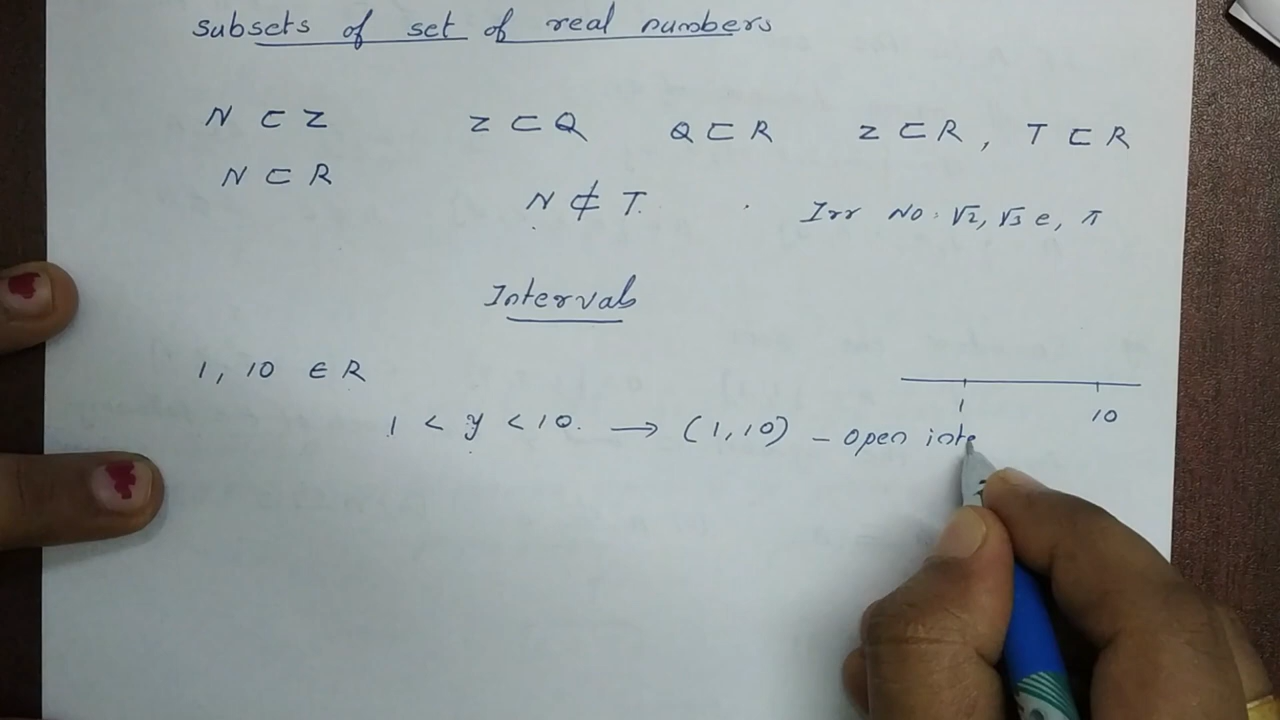 Subsets of set of real numbers
N ⊂ Z Z ⊂ Q Q ⊂ R Z ⊂ R, T ⊂ R
N ⊂ R
N ⊄ T. Irr No: √2, √3 e, π
Intervals
1, 10 ∈ R
1 10
1 < y < 10. → (1, 10) - open inte